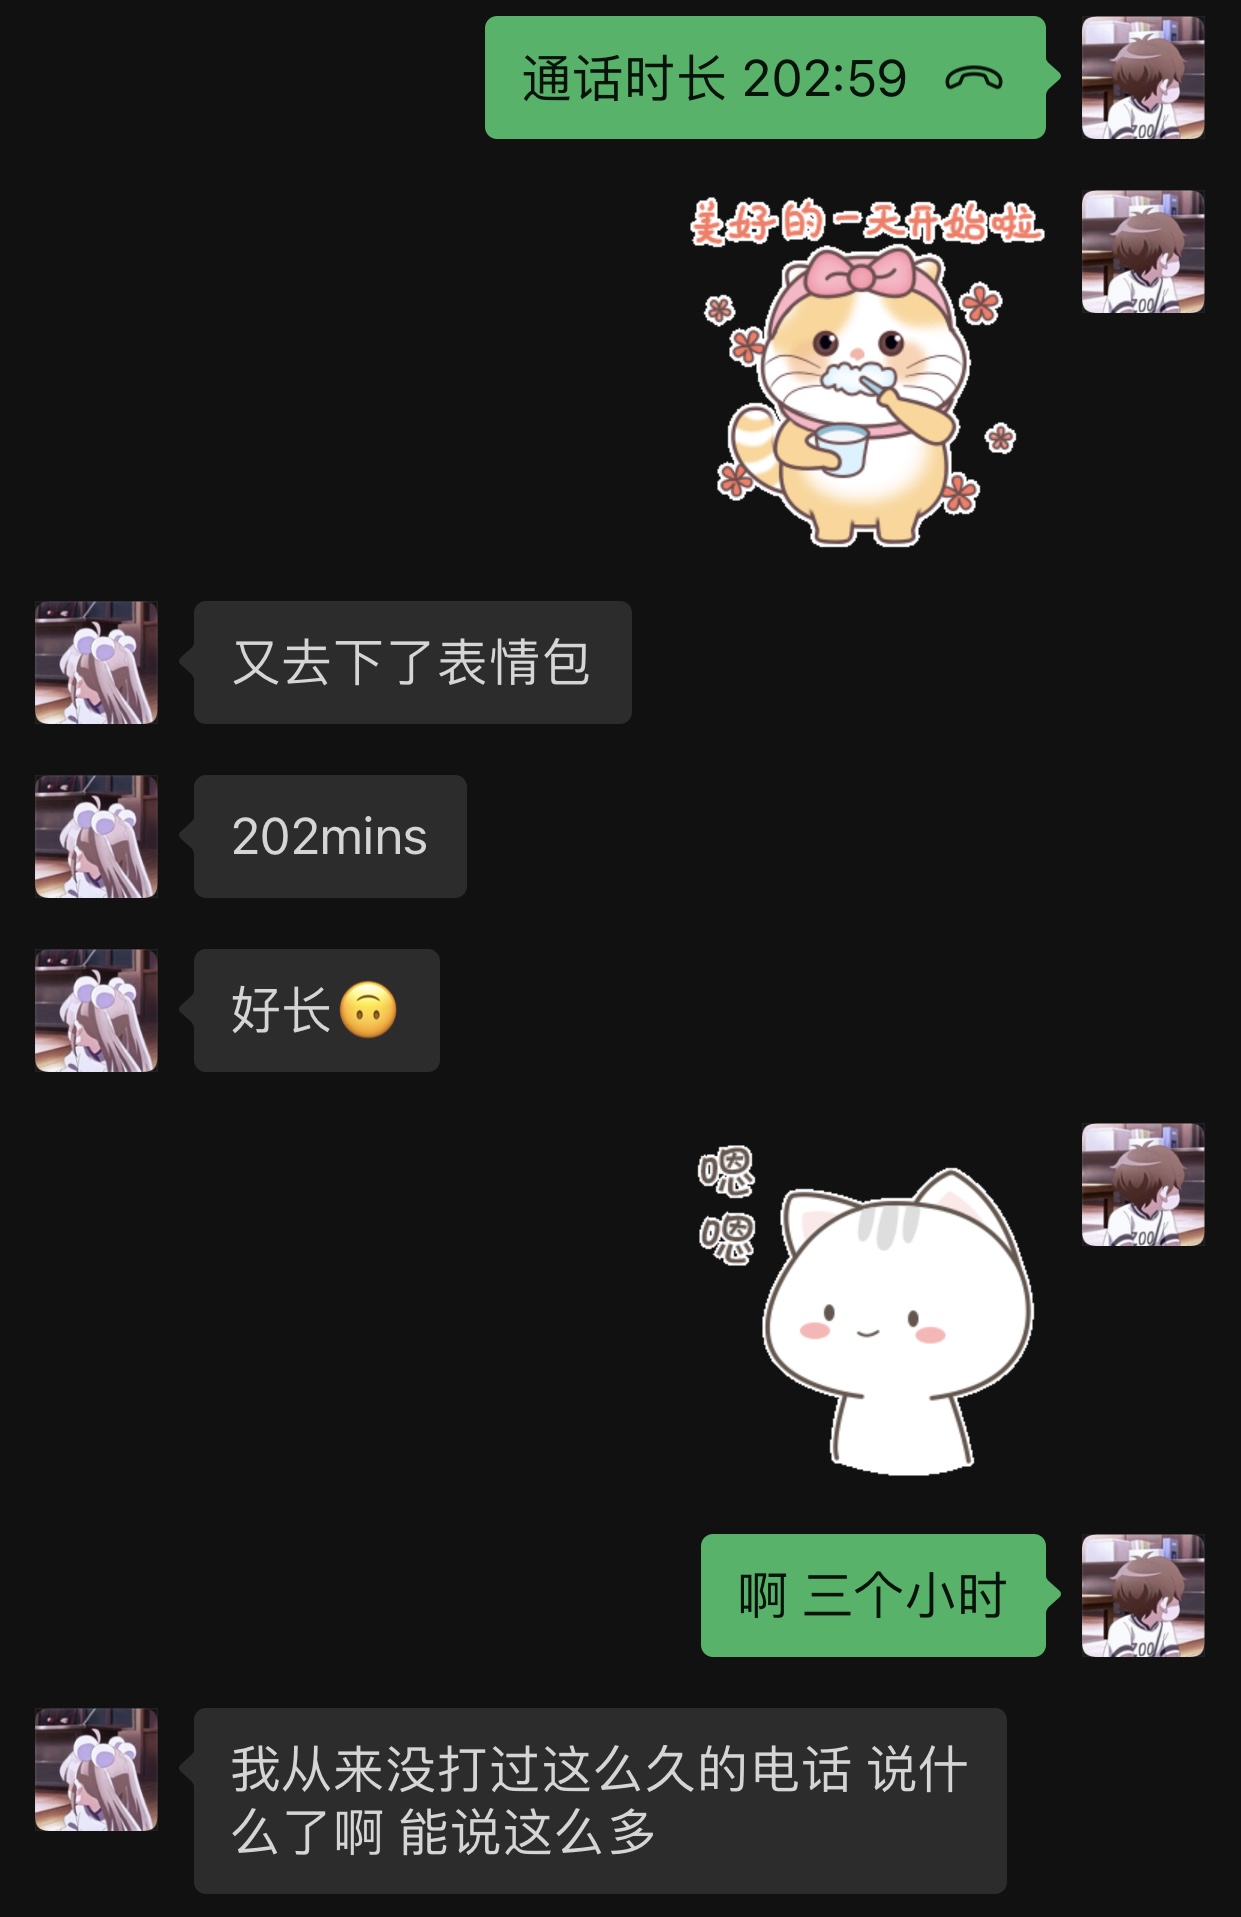 通话时长 202:59
美好的一天开始啦
又去下了表情包
202mins
好长🙃
嗯
嗯
啊 三个小时
我从来没打过这么久的电话 说什
么了啊 能说这么多